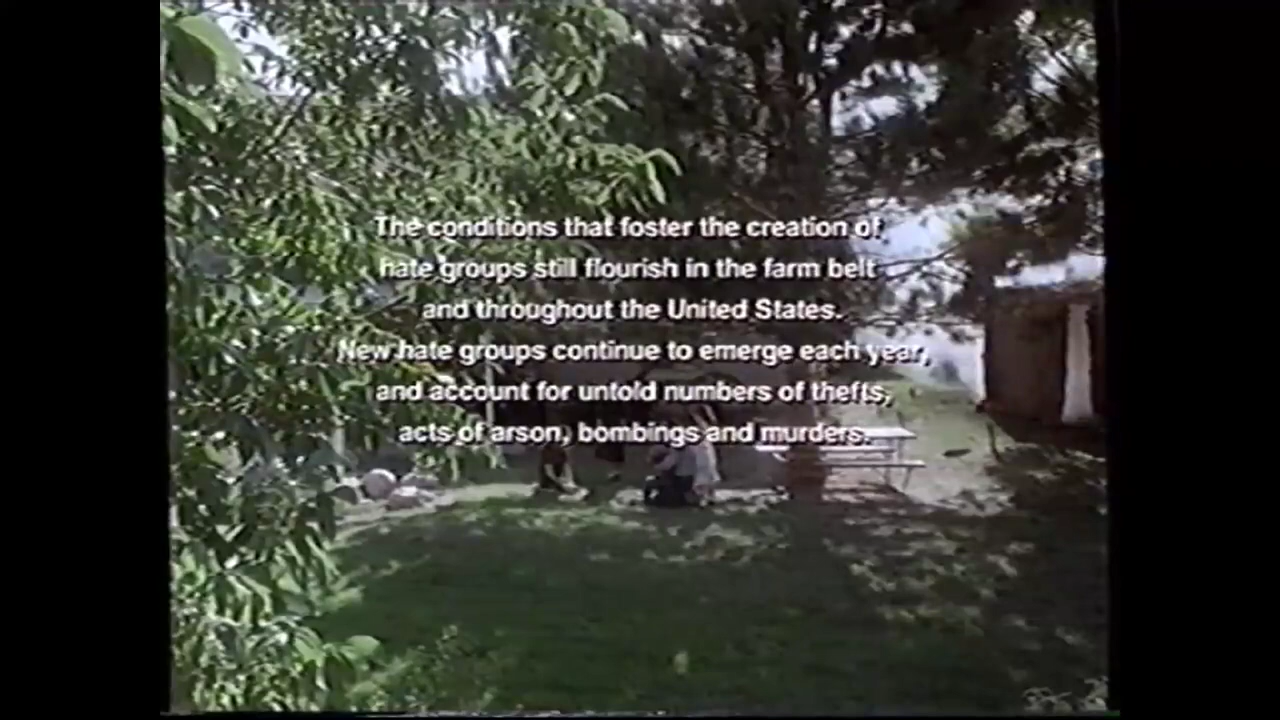 The conditions that foster the creation of
hate groups still flourish in the farm belt
and throughout the United States.
New hate groups continue to emerge each year,
and account for untold numbers of thefts,
acts of arson, bombings and murders.